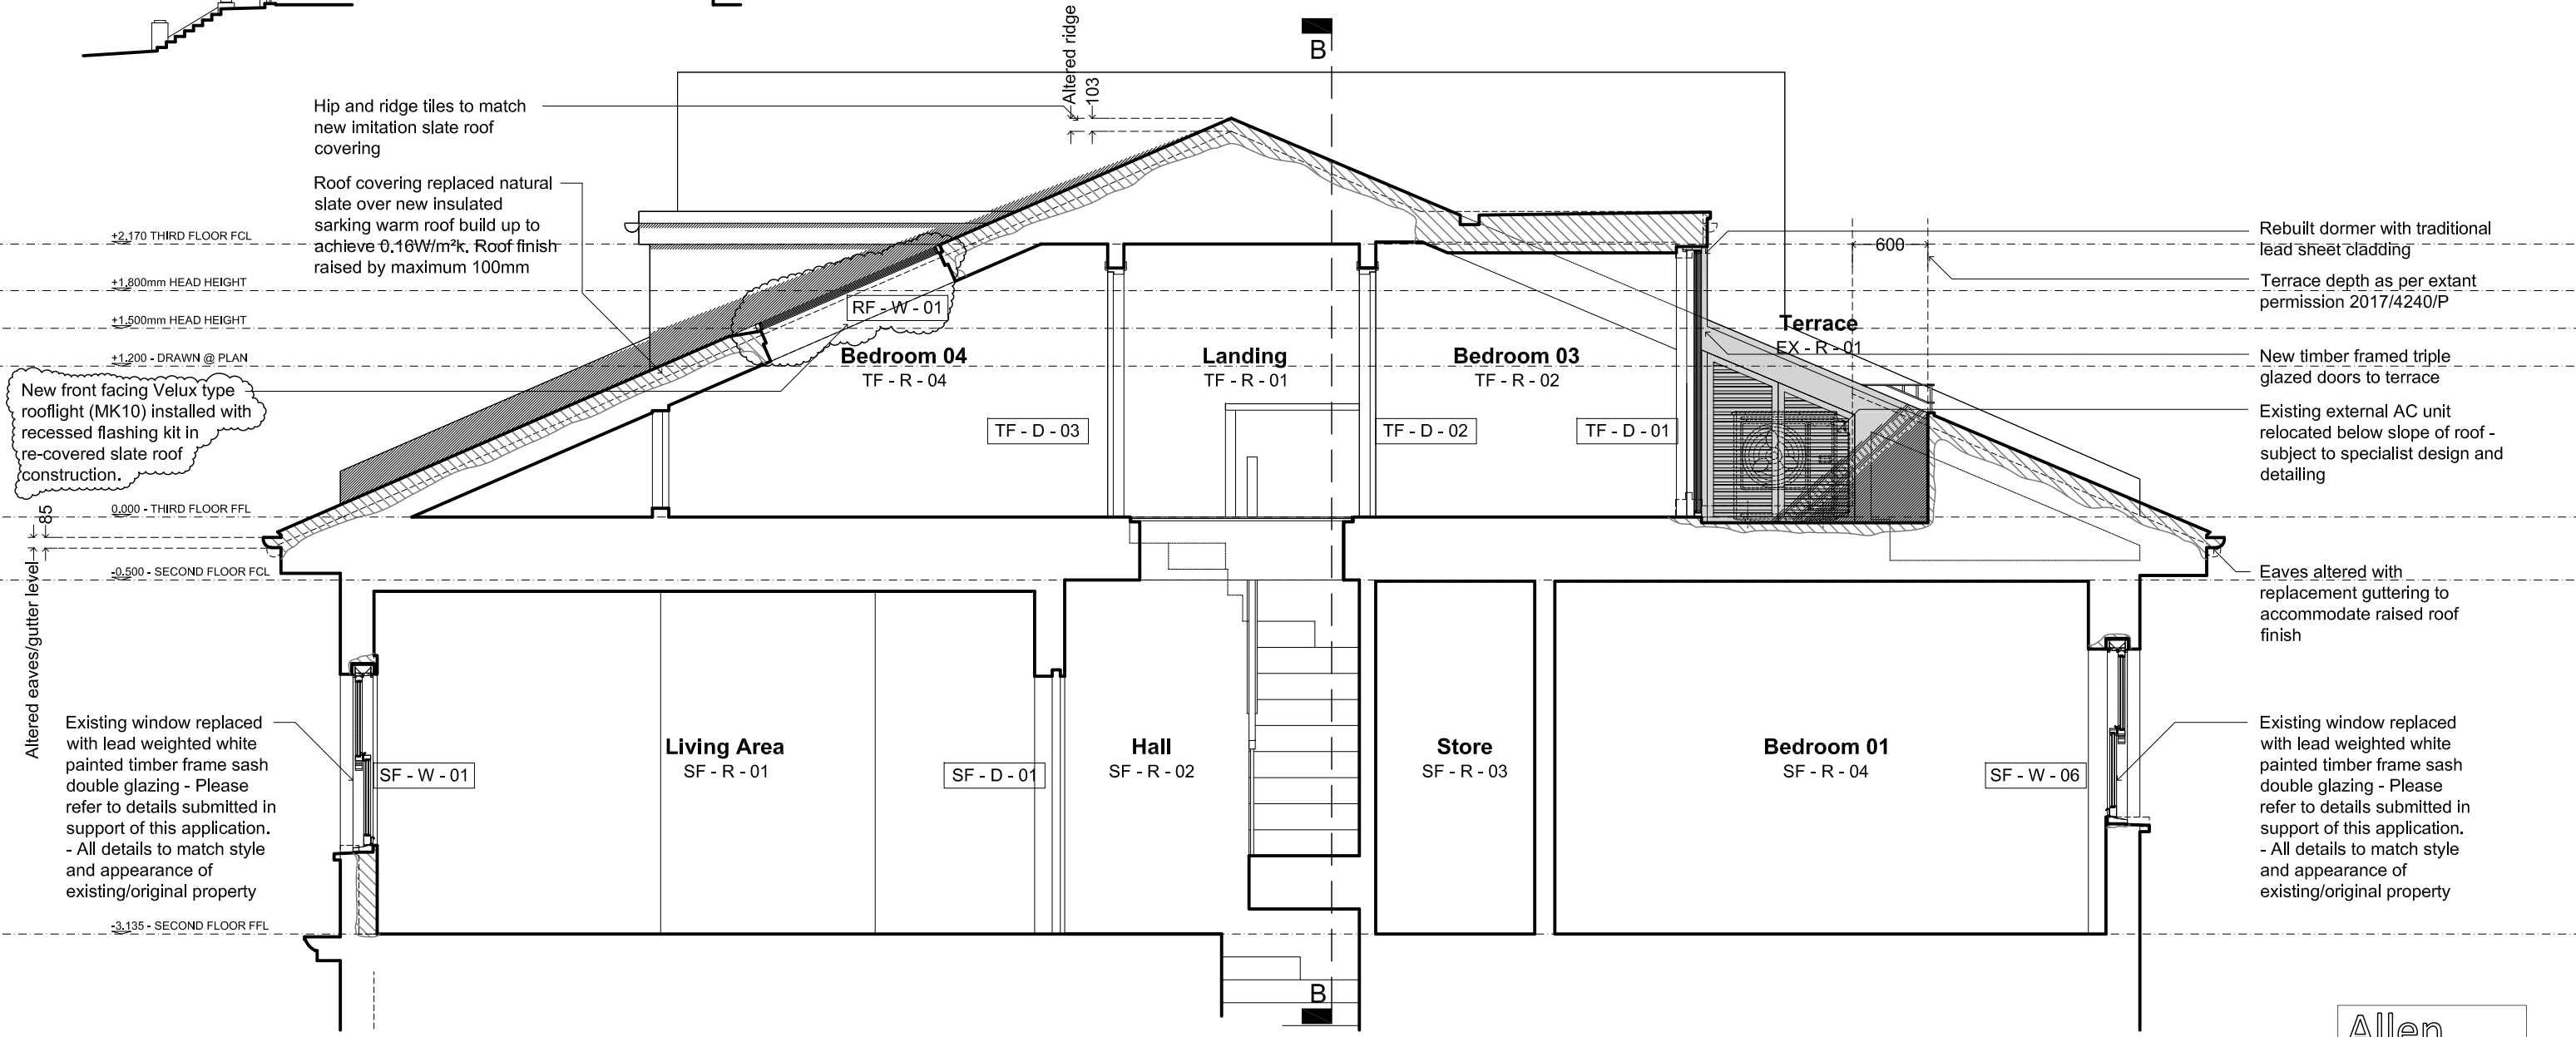 B
Altered ridge
103
Hip and ridge tiles to match
new imitation slate roof
covering
Roof covering replaced natural
slate over new insulated
sarking warm roof build up to
achieve 0.16W/m²k. Roof finish
raised by maximum 100mm
+2,170 THIRD FLOOR FCL
+1,800mm HEAD HEIGHT
+1,500mm HEAD HEIGHT
+1,200 - DRAWN @ PLAN
New front facing Velux type
rooflight (MK10) installed with
recessed flashing kit in
re-covered slate roof
construction.
0,000 - THIRD FLOOR FFL
85
Altered eaves/gutter level
-0,500 - SECOND FLOOR FCL
Existing window replaced
with lead weighted white
painted timber frame sash
double glazing - Please
refer to details submitted in
support of this application.
- All details to match style
and appearance of
existing/original property
-3,135 - SECOND FLOOR FFL
RF - W - 01
Bedroom 04
TF - R - 04
TF - D - 03
Landing
TF - R - 01
Bedroom 03
TF - R - 02
TF - D - 02
TF - D - 01
Terrace
EX - R - 01
600
Living Area
SF - R - 01
SF - W - 01
SF - D - 01
Hall
SF - R - 02
Store
SF - R - 03
Bedroom 01
SF - R - 04
SF - W - 06
B
Rebuilt dormer with traditional
lead sheet cladding
Terrace depth as per extant
permission 2017/4240/P
New timber framed triple
glazed doors to terrace
Existing external AC unit
relocated below slope of roof -
subject to specialist design and
detailing
Eaves altered with
replacement guttering to
accommodate raised roof
finish
Existing window replaced
with lead weighted white
painted timber frame sash
double glazing - Please
refer to details submitted in
support of this application.
- All details to match style
and appearance of
existing/original property
Allen